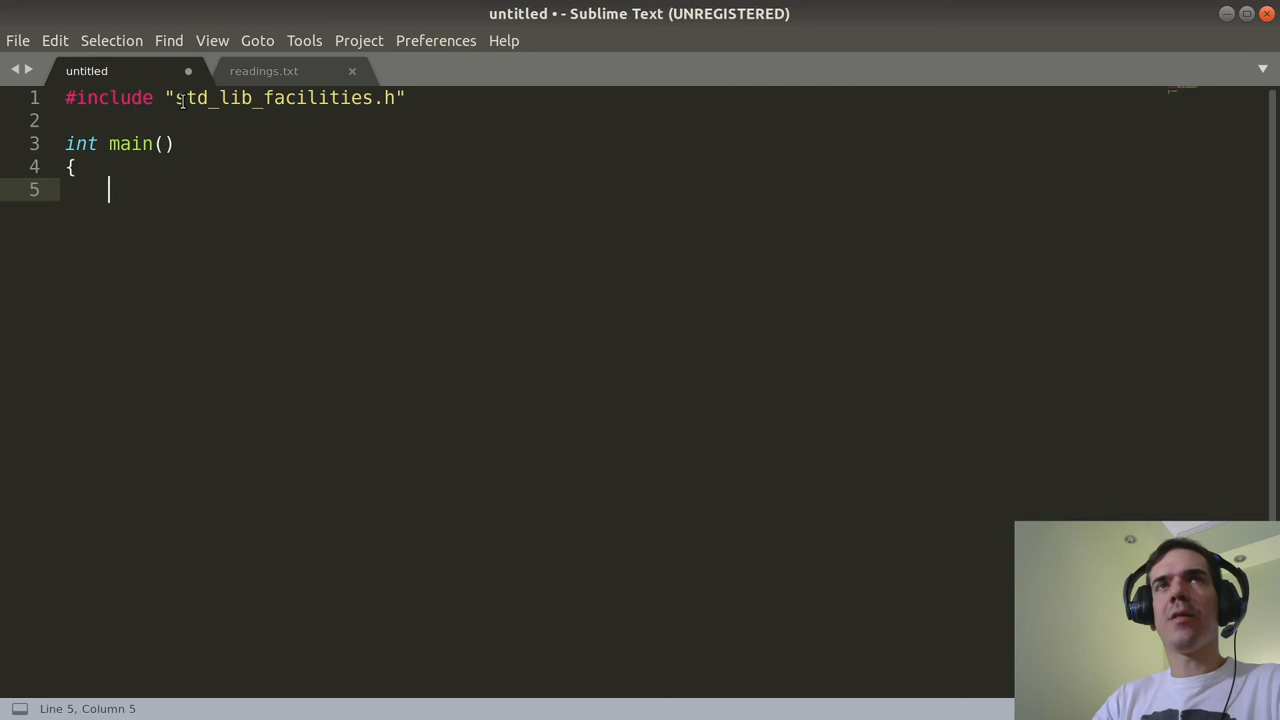 untitled • - Sublime Text (UNREGISTERED)
File Edit Selection Find View Goto Tools Project Preferences Help
untitled readings.txt
1 #include "std_lib_facilities.h"
2
3 int main()
4 {
5
Line 5, Column 5